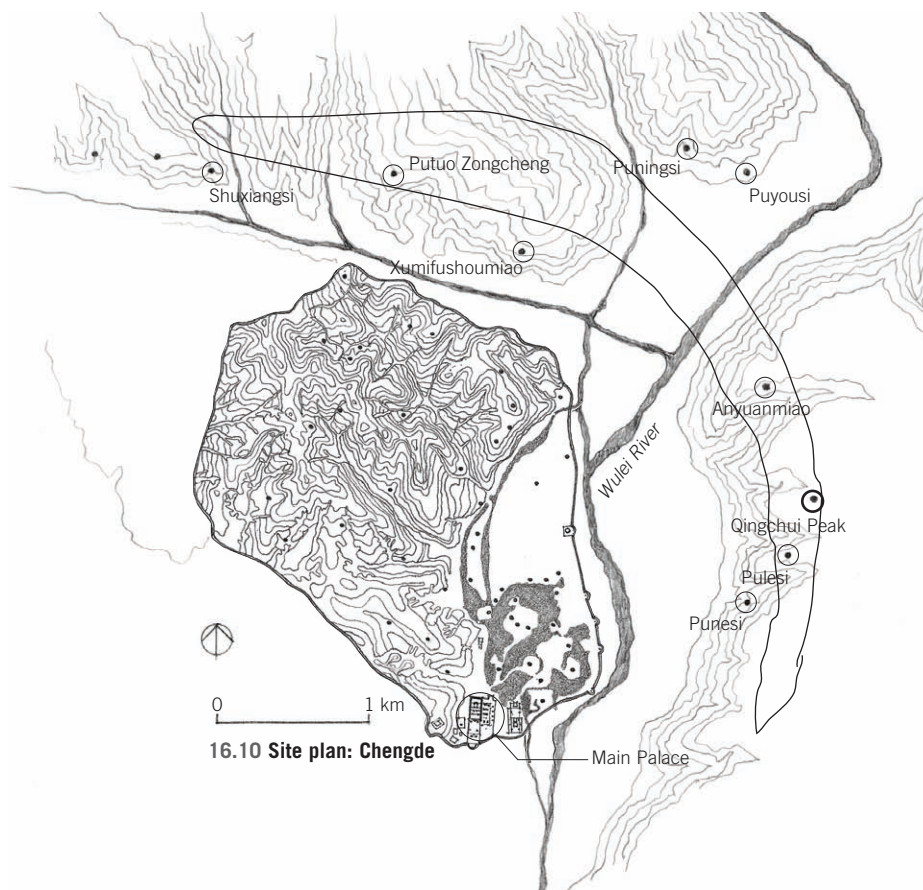 Putuo Zongcheng
Puningsi
Shuxiangsi
Puyousi
Xumifushoumiao
Anyuanmiao
Wulei River
Qingchui Peak
Pulesi
Punesi
0 1 km
16.10 Site plan: Chengde
Main Palace